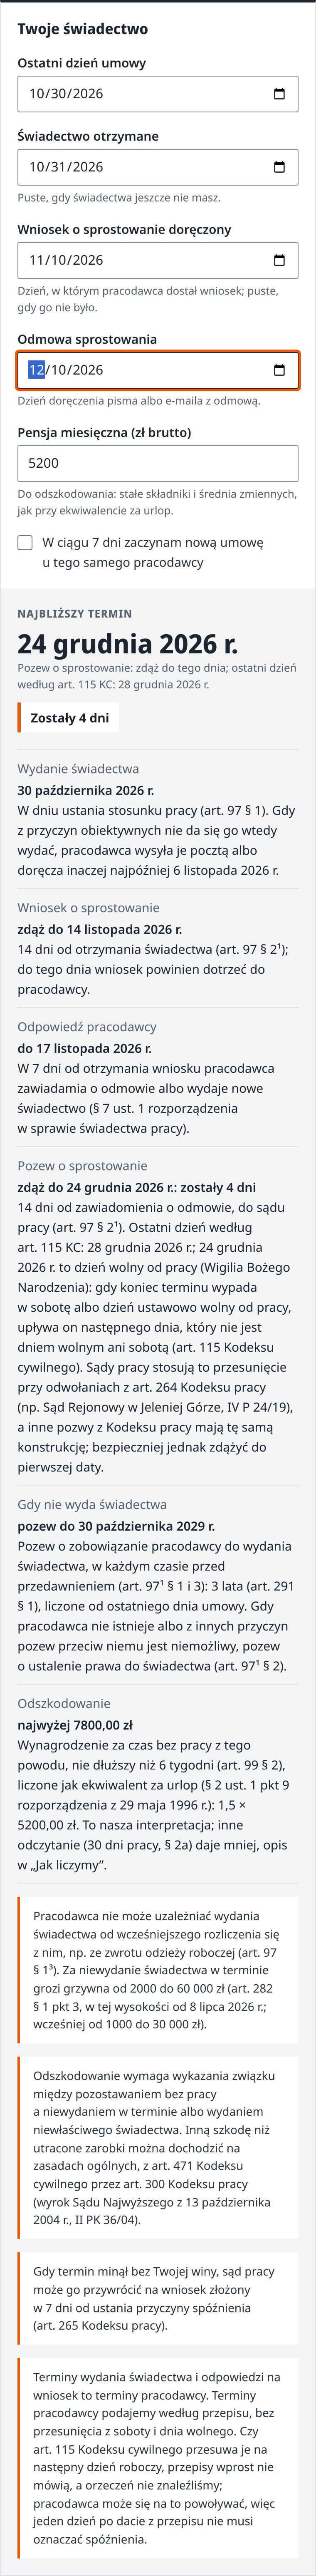 Twoje świadectwo
Ostatni dzień umowy
10/30/2026
Świadectwo otrzymane
10/31/2026
Puste, gdy świadectwa jeszcze nie masz.
Wniosek o sprostowanie doręczony
11/10/2026
Dzień, w którym pracodawca dostał wniosek; puste,
gdy go nie było.
Odmowa sprostowania
12/10/2026
Dzień doręczenia pisma albo e-maila z odmową.
Pensja miesięczna (zł brutto)
5200
Do odszkodowania: stałe składniki i średnia zmiennych,
jak przy ekwiwalencie za urlop.
W ciągu 7 dni zaczynam nową umowę
u tego samego pracodawcy
NAJBLIŻSZY TERMIN
24 grudnia 2026 r.
Pozew o sprostowanie: zdąż do tego dnia; ostatni dzień
według art. 115 KC: 28 grudnia 2026 r.
Zostały 4 dni
Wydanie świadectwa
30 października 2026 r.
W dniu ustania stosunku pracy (art. 97 § 1). Gdy
z przyczyn obiektywnych nie da się go wtedy
wydać, pracodawca wysyła je pocztą albo
doręcza inaczej najpóźniej 6 listopada 2026 r.
Wniosek o sprostowanie
zdąż do 14 listopada 2026 r.
14 dni od otrzymania świadectwa (art. 97 § 2¹);
do tego dnia wniosek powinien dotrzeć do
pracodawcy.
Odpowiedź pracodawcy
do 17 listopada 2026 r.
W 7 dni od otrzymania wniosku pracodawca
zawiadamia o odmowie albo wydaje nowe
świadectwo (§ 7 ust. 1 rozporządzenia
w sprawie świadectwa pracy).
Pozew o sprostowanie
zdąż do 24 grudnia 2026 r.: zostały 4 dni
14 dni od zawiadomienia o odmowie, do sądu
pracy (art. 97 § 2¹). Ostatni dzień według
art. 115 KC: 28 grudnia 2026 r.; 24 grudnia
2026 r. to dzień wolny od pracy (Wigilia Bożego
Narodzenia): gdy koniec terminu wypada
w sobotę albo dzień ustawowo wolny od pracy,
upływa on następnego dnia, który nie jest
dniem wolnym ani sobotą (art. 115 Kodeksu
cywilnego). Sądy pracy stosują to przesunięcie
przy odwołaniach z art. 264 Kodeksu pracy
(np. Sąd Rejonowy w Jeleniej Górze, IV P 24/19),
a inne pozwy z Kodeksu pracy mają tę samą
konstrukcję; bezpieczniej jednak zdążyć do
pierwszej daty.
Gdy nie wyda świadectwa
pozew do 30 października 2029 r.
Pozew o zobowiązanie pracodawcy do wydania
świadectwa, w każdym czasie przed
przedawnieniem (art. 97¹ § 1 i 3): 3 lata (art. 291
§ 1), liczone od ostatniego dnia umowy. Gdy
pracodawca nie istnieje albo z innych przyczyn
pozew przeciw niemu jest niemożliwy, pozew
o ustalenie prawa do świadectwa (art. 97¹ § 2).
Odszkodowanie
najwyżej 7800,00 zł
Wynagrodzenie za czas bez pracy z tego
powodu, nie dłuższy niż 6 tygodni (art. 99 § 2),
liczone jak ekwiwalent za urlop (§ 2 ust. 1 pkt 9
rozporządzenia z 29 maja 1996 r.): 1,5 ×
5200,00 zł. To nasza interpretacja; inne
odczytanie (30 dni pracy, § 2a) daje mniej, opis
w „Jak liczymy”.
Pracodawca nie może uzależniać wydania
świadectwa od wcześniejszego rozliczenia się
z nim, np. ze zwrotu odzieży roboczej (art. 97
§ 1³). Za niewydanie świadectwa w terminie
grozi grzywna od 2000 do 60 000 zł (art. 282
§ 1 pkt 3, w tej wysokości od 8 lipca 2026 r.;
wcześniej od 1000 do 30 000 zł).
Odszkodowanie wymaga wykazania związku
między pozostawaniem bez pracy
a niewydaniem w terminie albo wydaniem
niewłaściwego świadectwa. Inną szkodę niż
utracone zarobki można dochodzić na
zasadach ogólnych, z art. 471 Kodeksu
cywilnego przez art. 300 Kodeksu pracy
(wyrok Sądu Najwyższego z 13 października
2004 r., II PK 36/04).
Gdy termin minął bez Twojej winy, sąd pracy
może go przywrócić na wniosek złożony
w 7 dni od ustania przyczyny spóźnienia
(art. 265 Kodeksu pracy).
Terminy wydania świadectwa i odpowiedzi na
wniosek to terminy pracodawcy. Terminy
pracodawcy podajemy według przepisu, bez
przesunięcia z soboty i dnia wolnego. Czy
art. 115 Kodeksu cywilnego przesuwa je na
następny dzień roboczy, przepisy wprost nie
mówią, a orzeczeń nie znaleźliśmy;
pracodawca może się na to powoływać, więc
jeden dzień po dacie z przepisu nie musi
oznaczać spóźnienia.